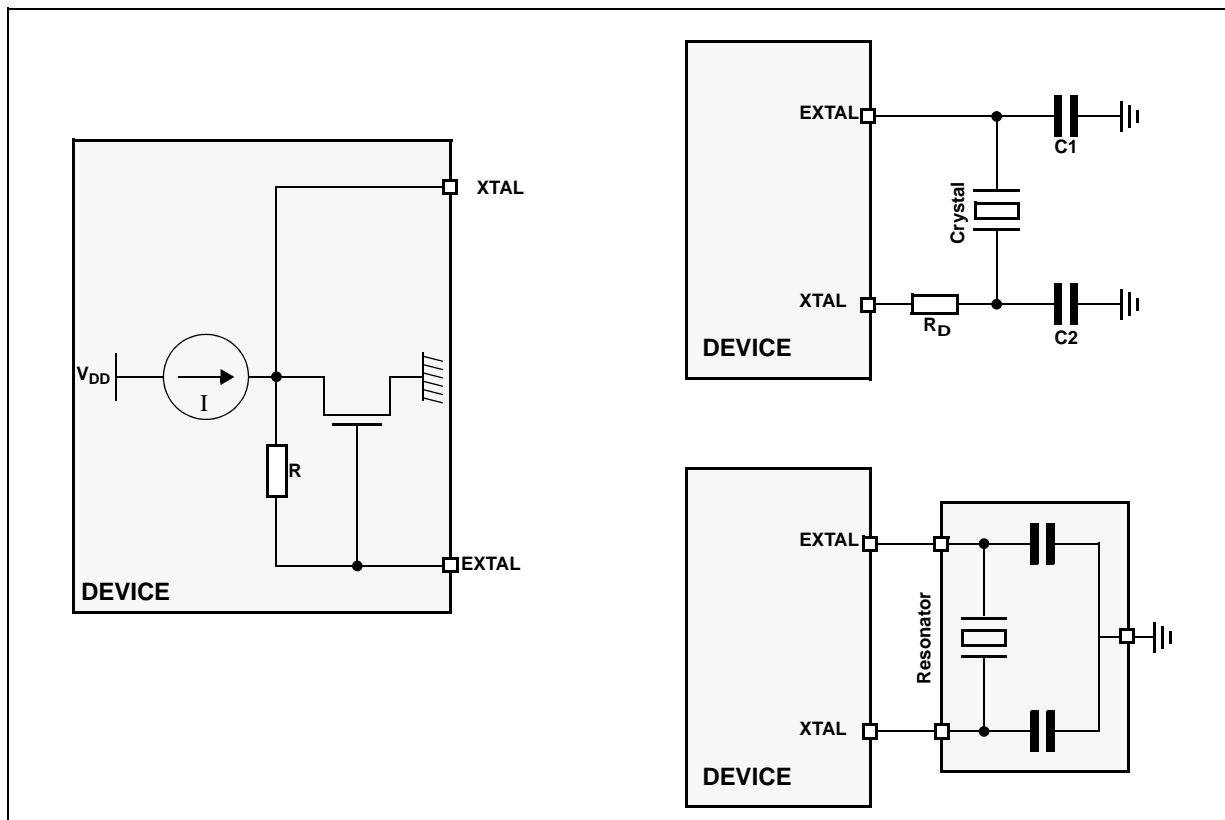 XTAL
VDD
I
R
EXTAL
DEVICE
EXTAL
C1
Crystal
XTAL
RD
C2
DEVICE
EXTAL
Resonator
XTAL
DEVICE